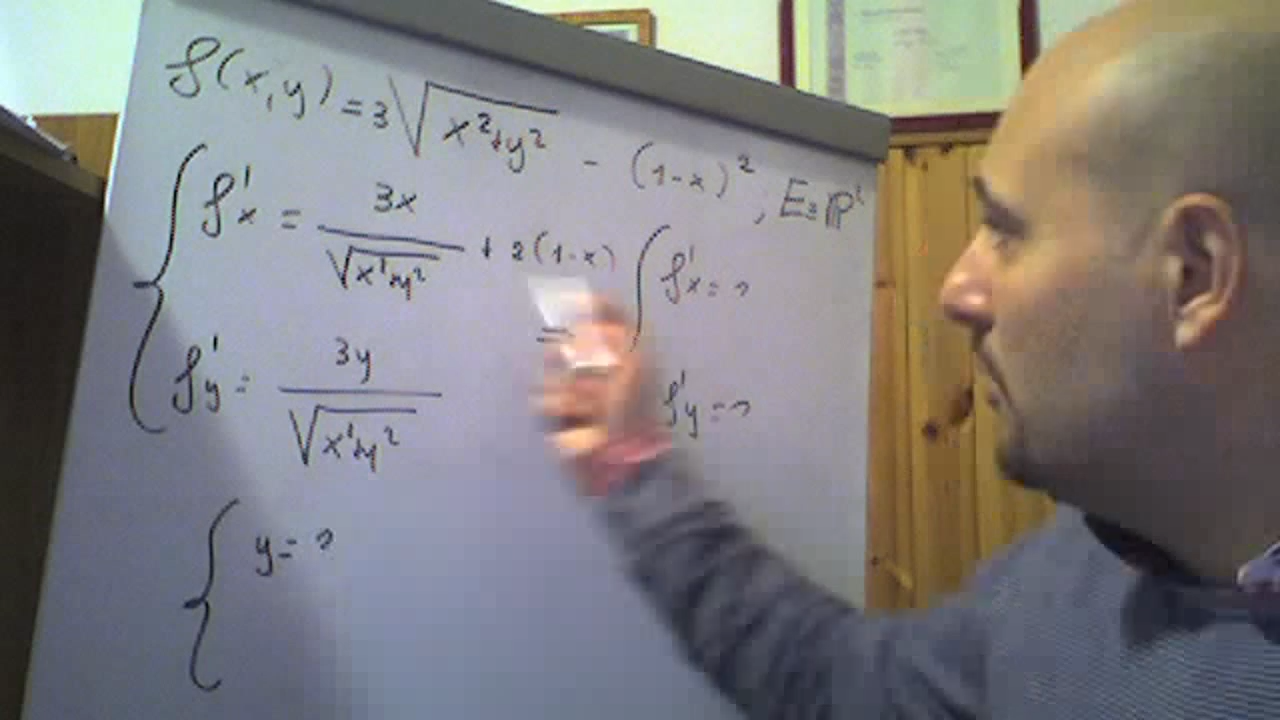 f(x,y) = 3√(x²+y²) - (1-x)², E=ℝ²
f'x = 3x/√(x²+y²) + 2(1-x)
f'x = 0
f'y = 3y/√(x²+y²)
=
f'y = 0
y = 0